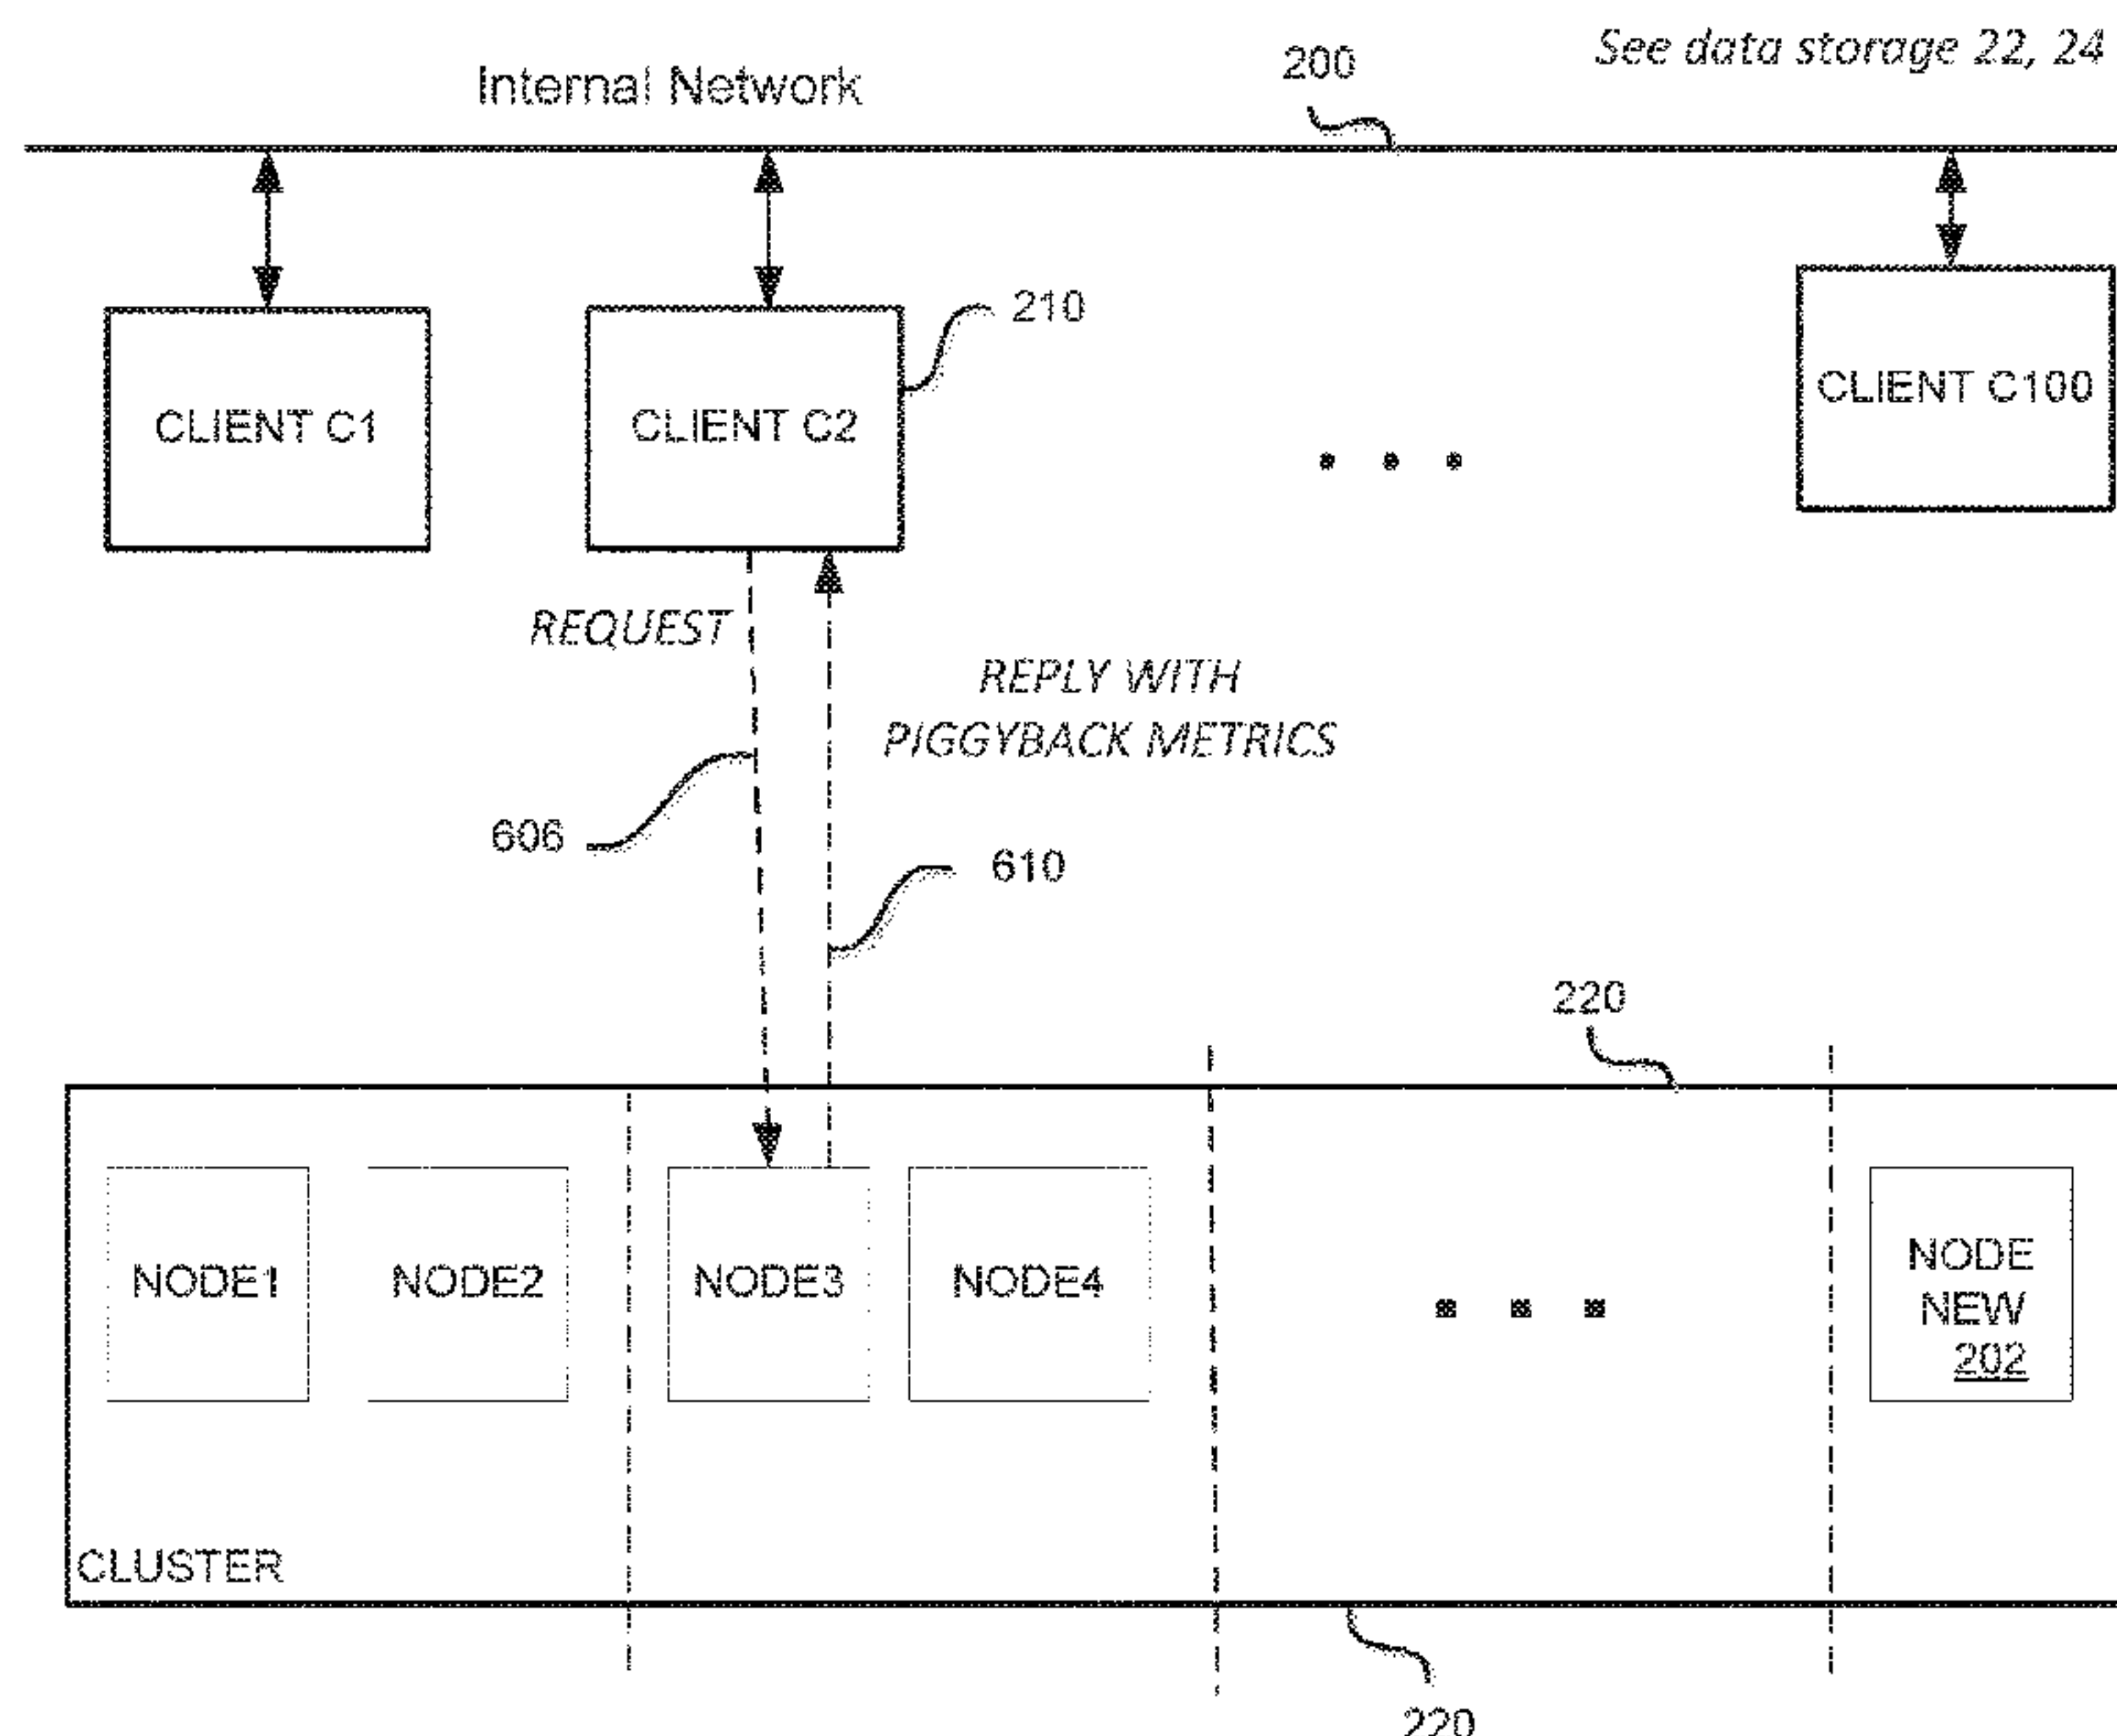 See data storage 22, 24
Internal Network
200
210
CLIENT C1
CLIENT C2
CLIENT C100
REQUEST
REPLY WITH
PIGGYBACK METRICS
606
610
220
NODE1
NODE2
NODE3
NODE4
NODE
NEW
202
CLUSTER
220